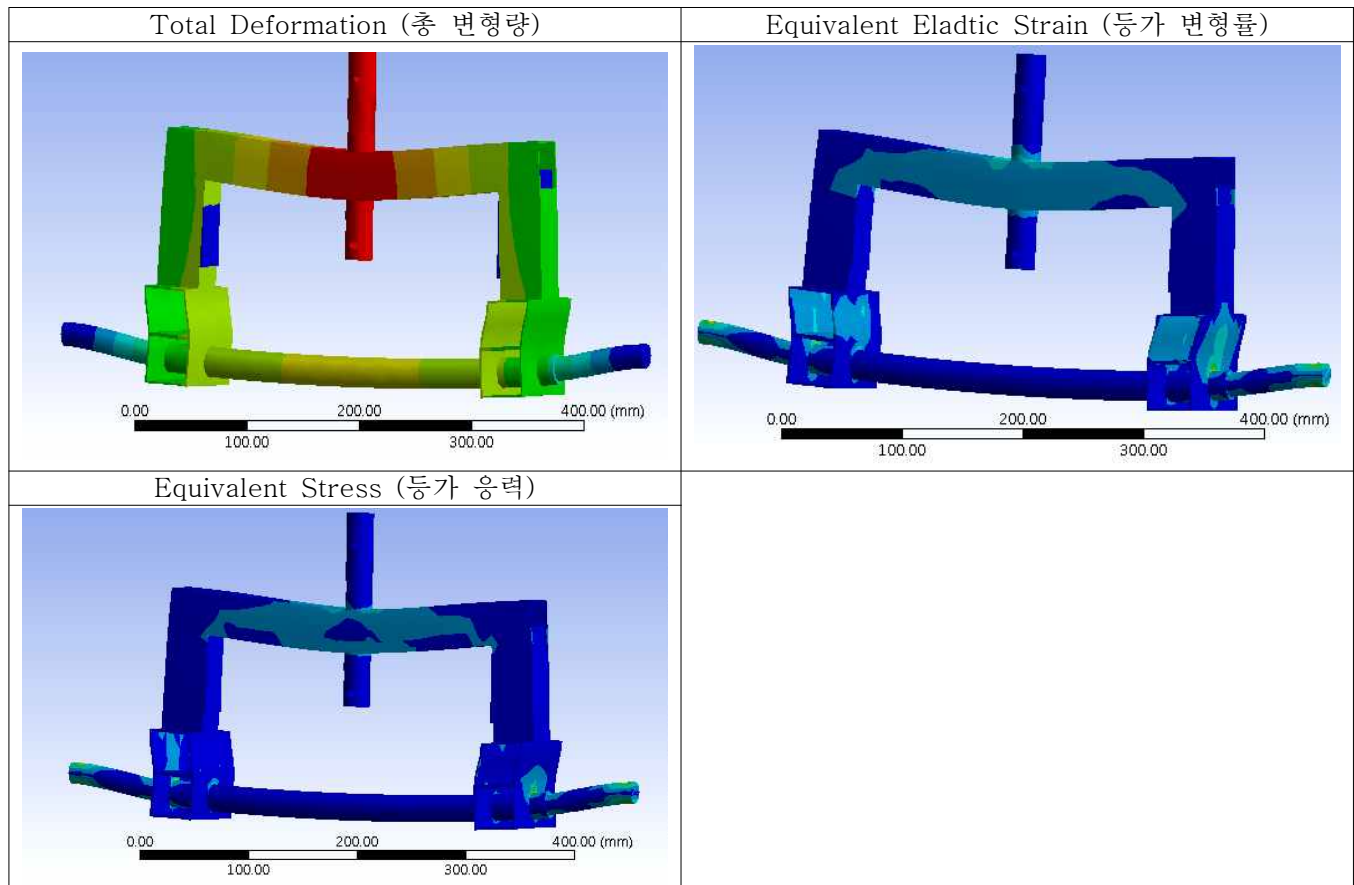 Total Deformation (총 변형량)
Equivalent Eladtic Strain (등가 변형률)
0.00 200.00 400.00 (mm)
100.00 300.00
0.00 200.00 400.00 (mm)
100.00 300.00
Equivalent Stress (등가 응력)
0.00 200.00 400.00 (mm)
100.00 300.00